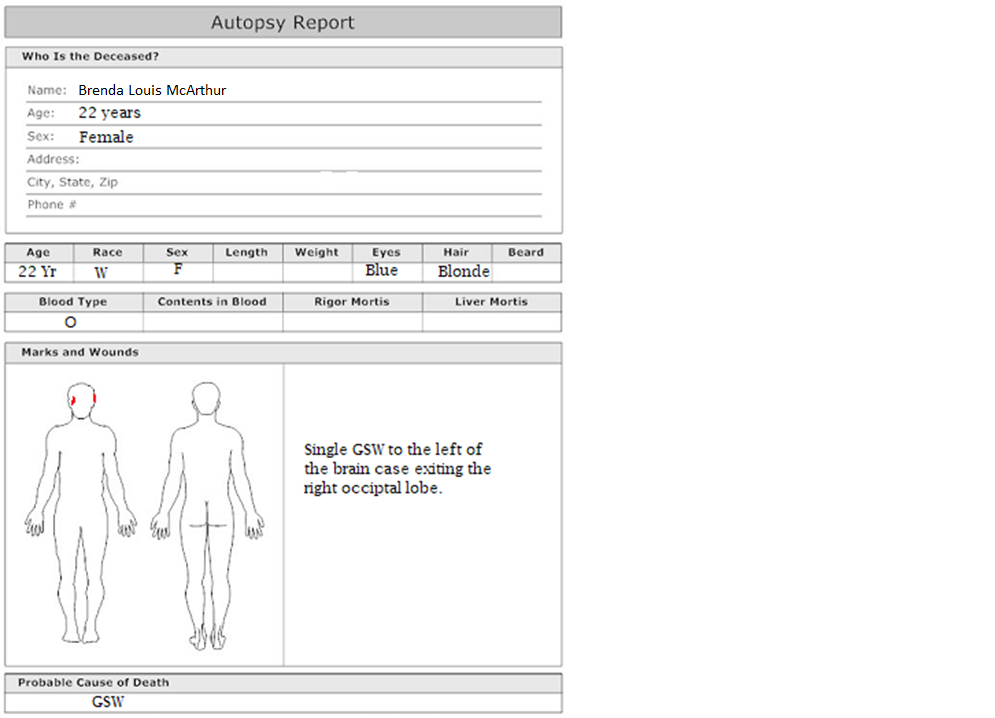 Autopsy Report
Who Is the Deceased?
Name: Brenda Louis McArthur
Age: 22 years
Sex: Female
Address:
City, State, Zip
Phone #
Age Race Sex Length Weight Eyes Hair Beard
22 Yr W F Blue Blonde
Blood Type Contents in Blood Rigor Mortis Liver Mortis
O
Marks and Wounds
Single GSW to the left of
the brain case exiting the
right occiptal lobe.
Probable Cause of Death
GSW